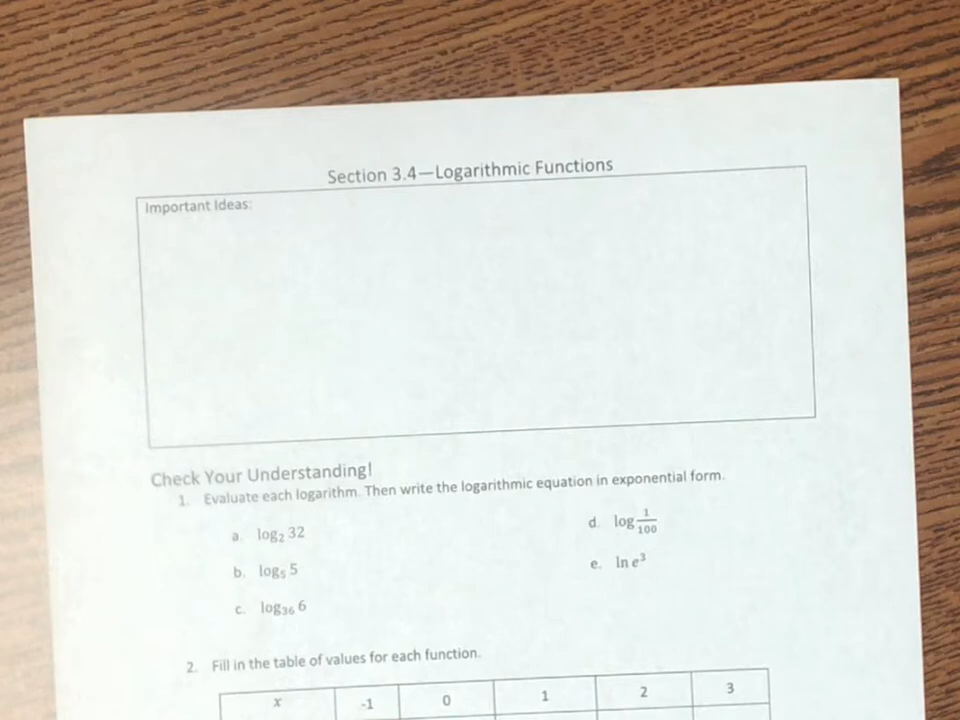 Section 3.4—Logarithmic Functions
Important Ideas:
Check Your Understanding!
1. Evaluate each logarithm. Then write the logarithmic equation in exponential form.
a. log₂ 32
d. log 1/100
b. log₅ 5
e. ln e³
c. log₃₆ 6
2. Fill in the table of values for each function.
x -1 0 1 2 3